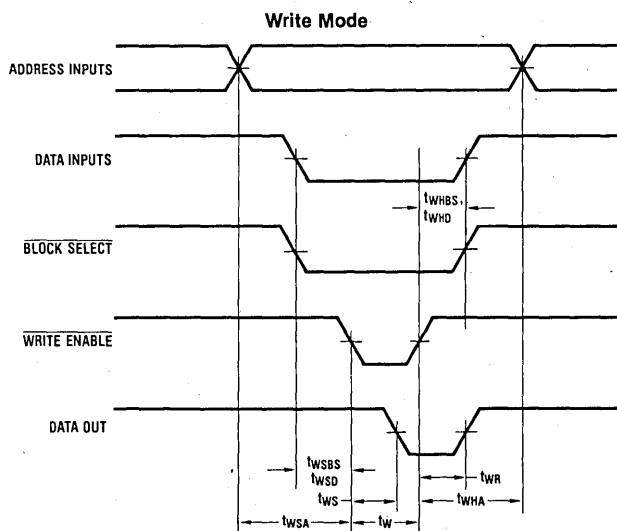 Write Mode
ADDRESS INPUTS
DATA INPUTS
tWHBS,
tWHD
BLOCK SELECT
WRITE ENABLE
DATA OUT
tWSBS
tWSD
tWR
tWS
tWHA
tWSA
tW